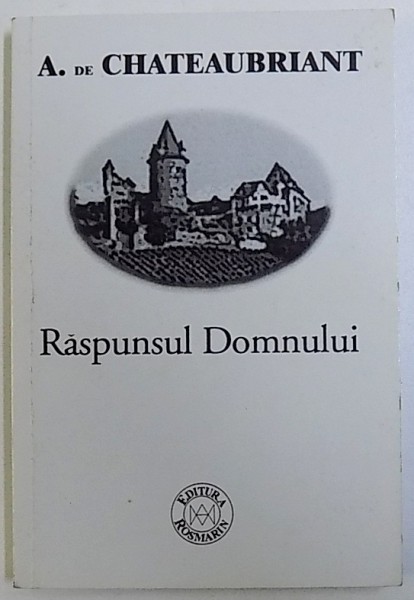 A. DE CHATEAUBRIANT
Răspunsul Domnului
EDITURA
ROSMARIN